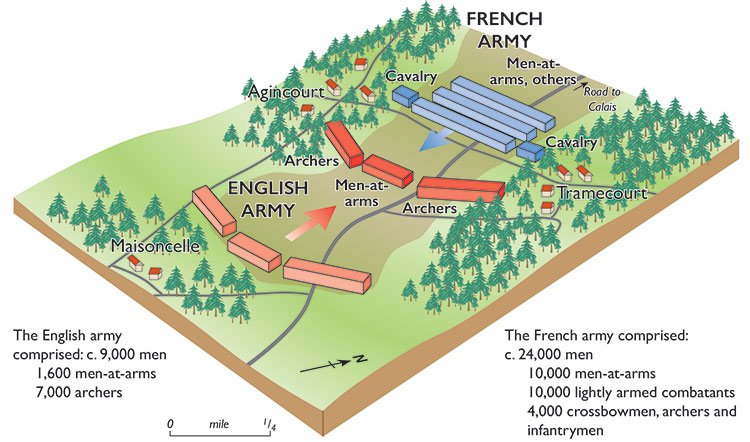 FRENCH
ARMY
Men-at-
arms, others
Cavalry
Road to
Calais
Agincourt
Cavalry
Archers
Tramecourt
ENGLISH
ARMY
Men-at-
arms
Archers
Maisoncelle
N
The English army
comprised: c. 9,000 men
1,600 men-at-arms
7,000 archers
0 mile 1/4
The French army comprised:
c. 24,000 men
10,000 men-at-arms
10,000 lightly armed combatants
4,000 crossbowmen, archers and
infantrymen